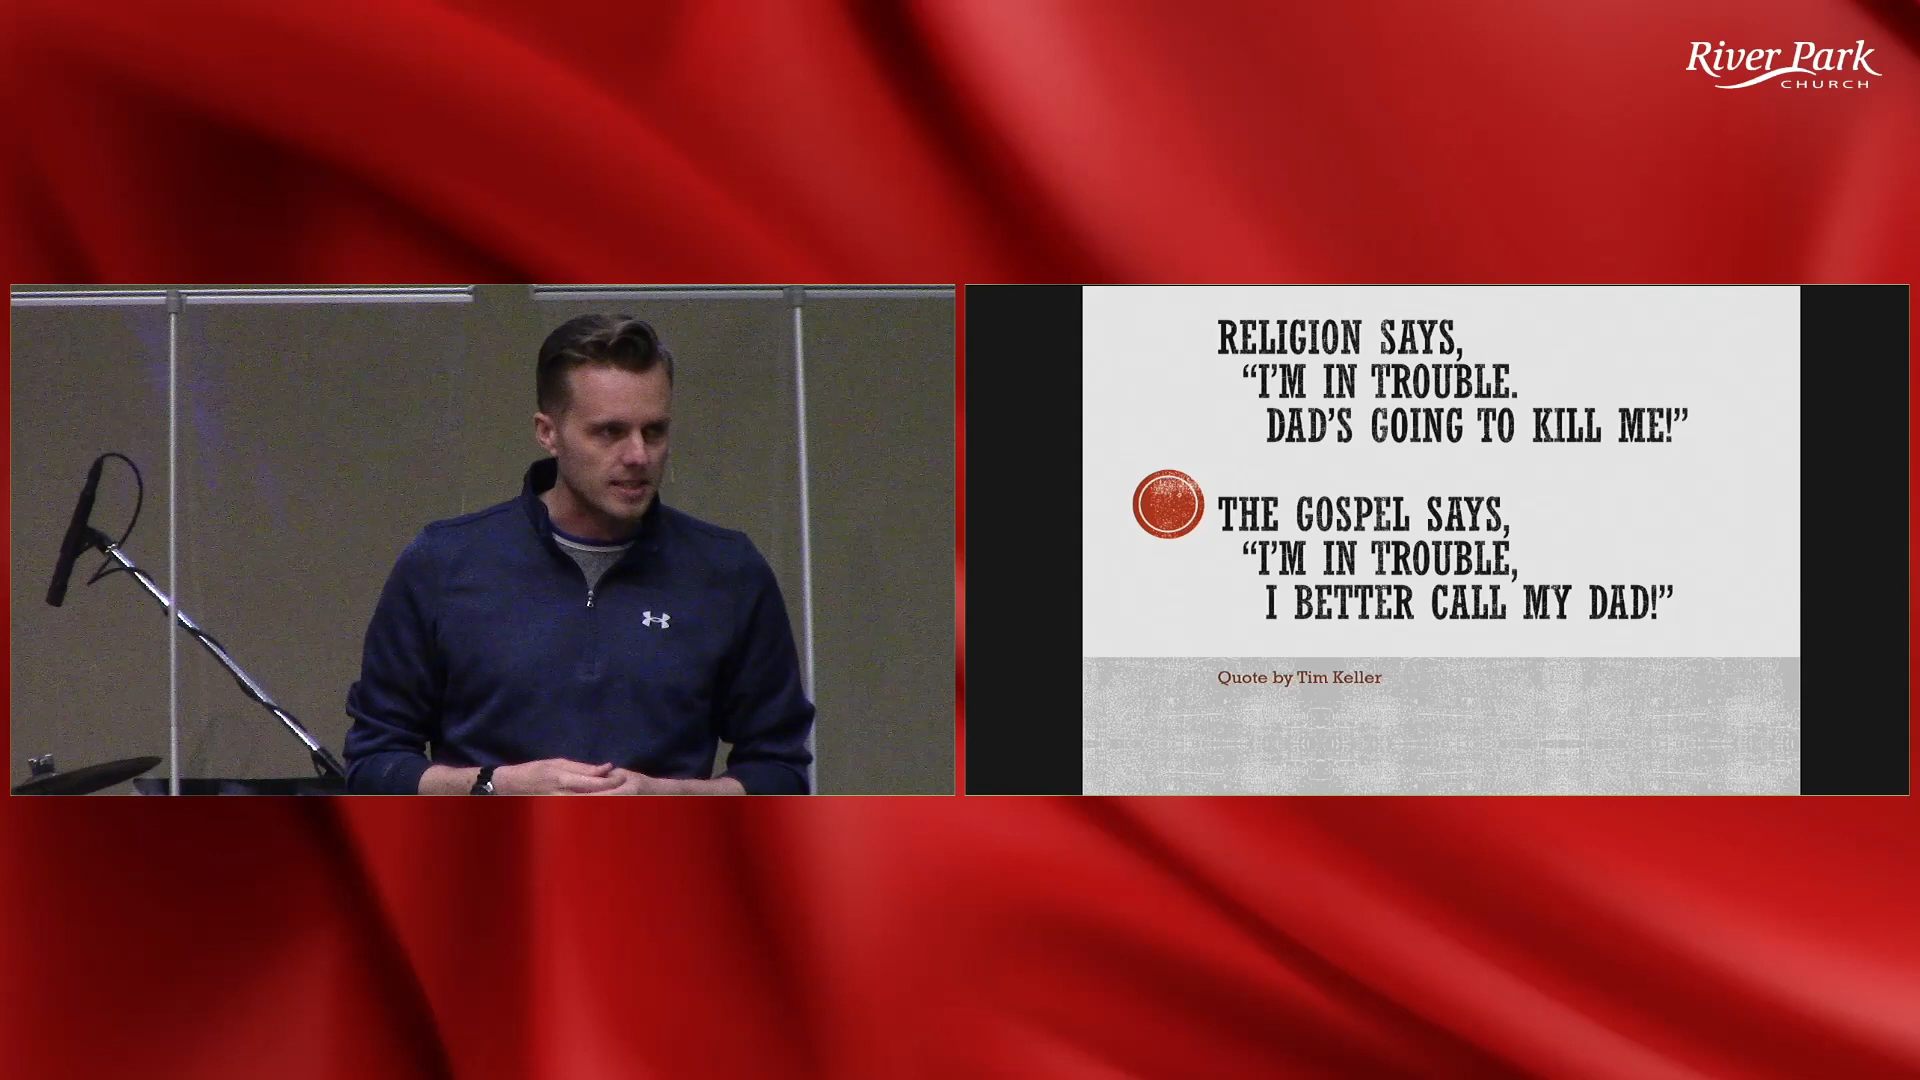 River Park
CHURCH
RELIGION SAYS,
“I’M IN TROUBLE.
DAD’S GOING TO KILL ME!”
THE GOSPEL SAYS,
“I’M IN TROUBLE,
I BETTER CALL MY DAD!”
Quote by Tim Keller